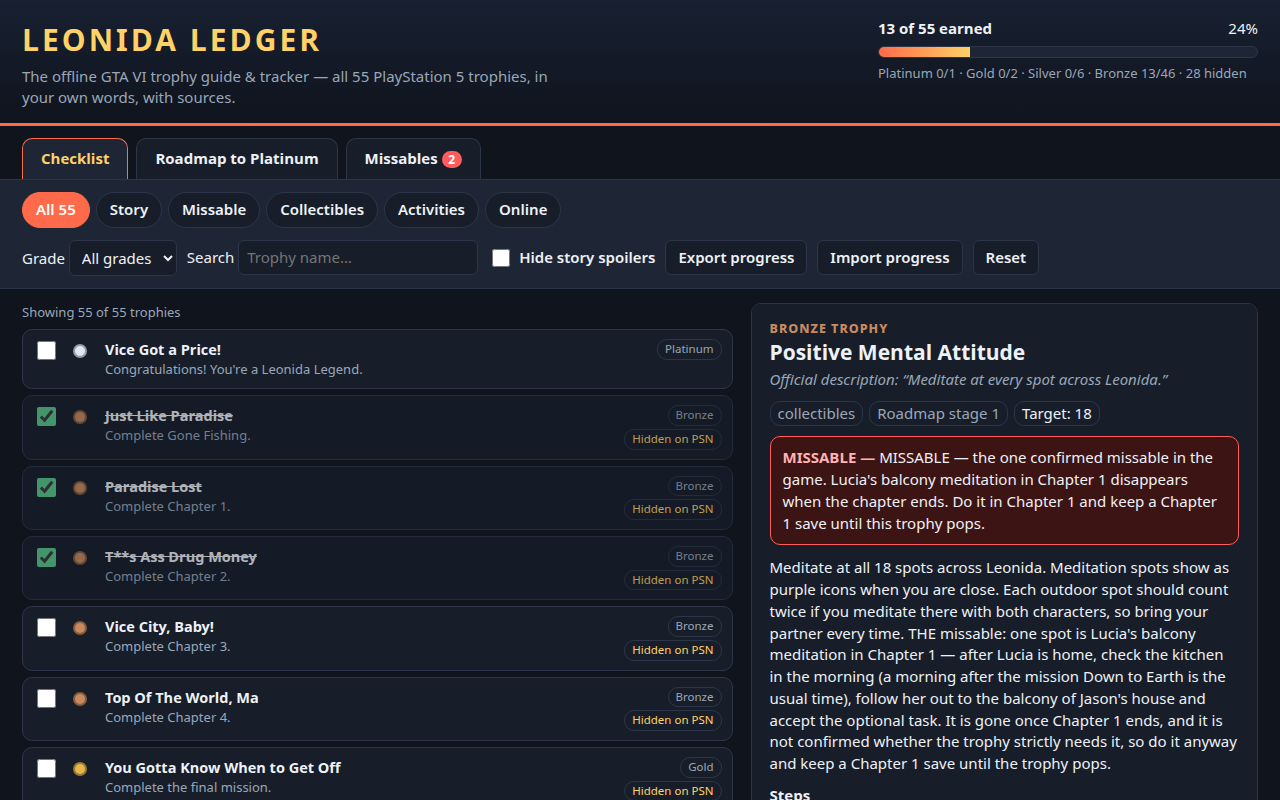 LEONIDA LEDGER
The offline GTA VI trophy guide & tracker — all 55 PlayStation 5 trophies, in
your own words, with sources.
13 of 55 earned 24%
Platinum 0/1 · Gold 0/2 · Silver 0/6 · Bronze 13/46 · 28 hidden
Checklist Roadmap to Platinum Missables 2
All 55 Story Missable Collectibles Activities Online
Grade All grades Search Trophy name... Hide story spoilers Export progress Import progress Reset
Showing 55 of 55 trophies
Vice Got a Price! Platinum
Congratulations! You're a Leonida Legend.
Just Like Paradise Bronze
Complete Gone Fishing. Hidden on PSN
Paradise Lost Bronze
Complete Chapter 1. Hidden on PSN
T**s Ass Drug Money Bronze
Complete Chapter 2. Hidden on PSN
Vice City, Baby! Bronze
Complete Chapter 3. Hidden on PSN
Top Of The World, Ma Bronze
Complete Chapter 4. Hidden on PSN
You Gotta Know When to Get Off Gold
Complete the final mission. Hidden on PSN
BRONZE TROPHY
Positive Mental Attitude
Official description: “Meditate at every spot across Leonida.”
collectibles Roadmap stage 1 Target: 18
MISSABLE — MISSABLE — the one confirmed missable in the
game. Lucia's balcony meditation in Chapter 1 disappears
when the chapter ends. Do it in Chapter 1 and keep a Chapter
1 save until this trophy pops.
Meditate at all 18 spots across Leonida. Meditation spots show as
purple icons when you are close. Each outdoor spot should count
twice if you meditate there with both characters, so bring your
partner every time. THE missable: one spot is Lucia's balcony
meditation in Chapter 1 — after Lucia is home, check the kitchen
in the morning (a morning after the mission Down to Earth is the
usual time), follow her out to the balcony of Jason's house and
accept the optional task. It is gone once Chapter 1 ends, and it is
not confirmed whether the trophy strictly needs it, so do it anyway
and keep a Chapter 1 save until the trophy pops.
Steps